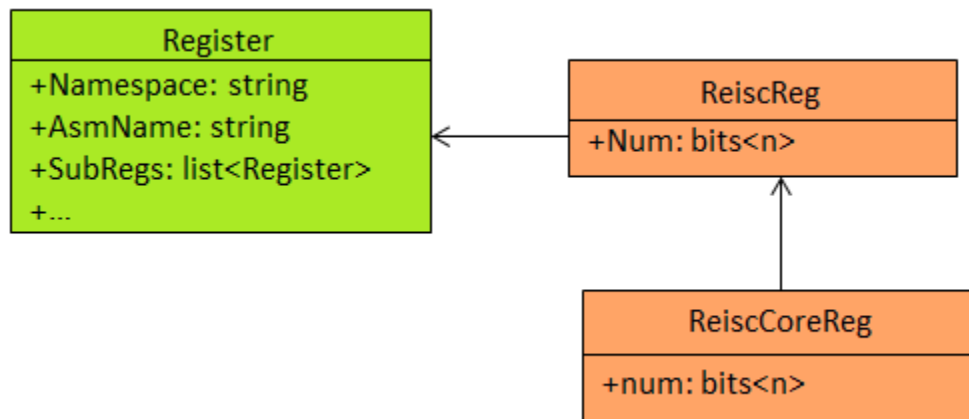 Register
+Namespace: string
+AsmName: string
+SubRegs: list<Register>
+...
ReiscReg
+Num: bits<n>
ReiscCoreReg
+num: bits<n>